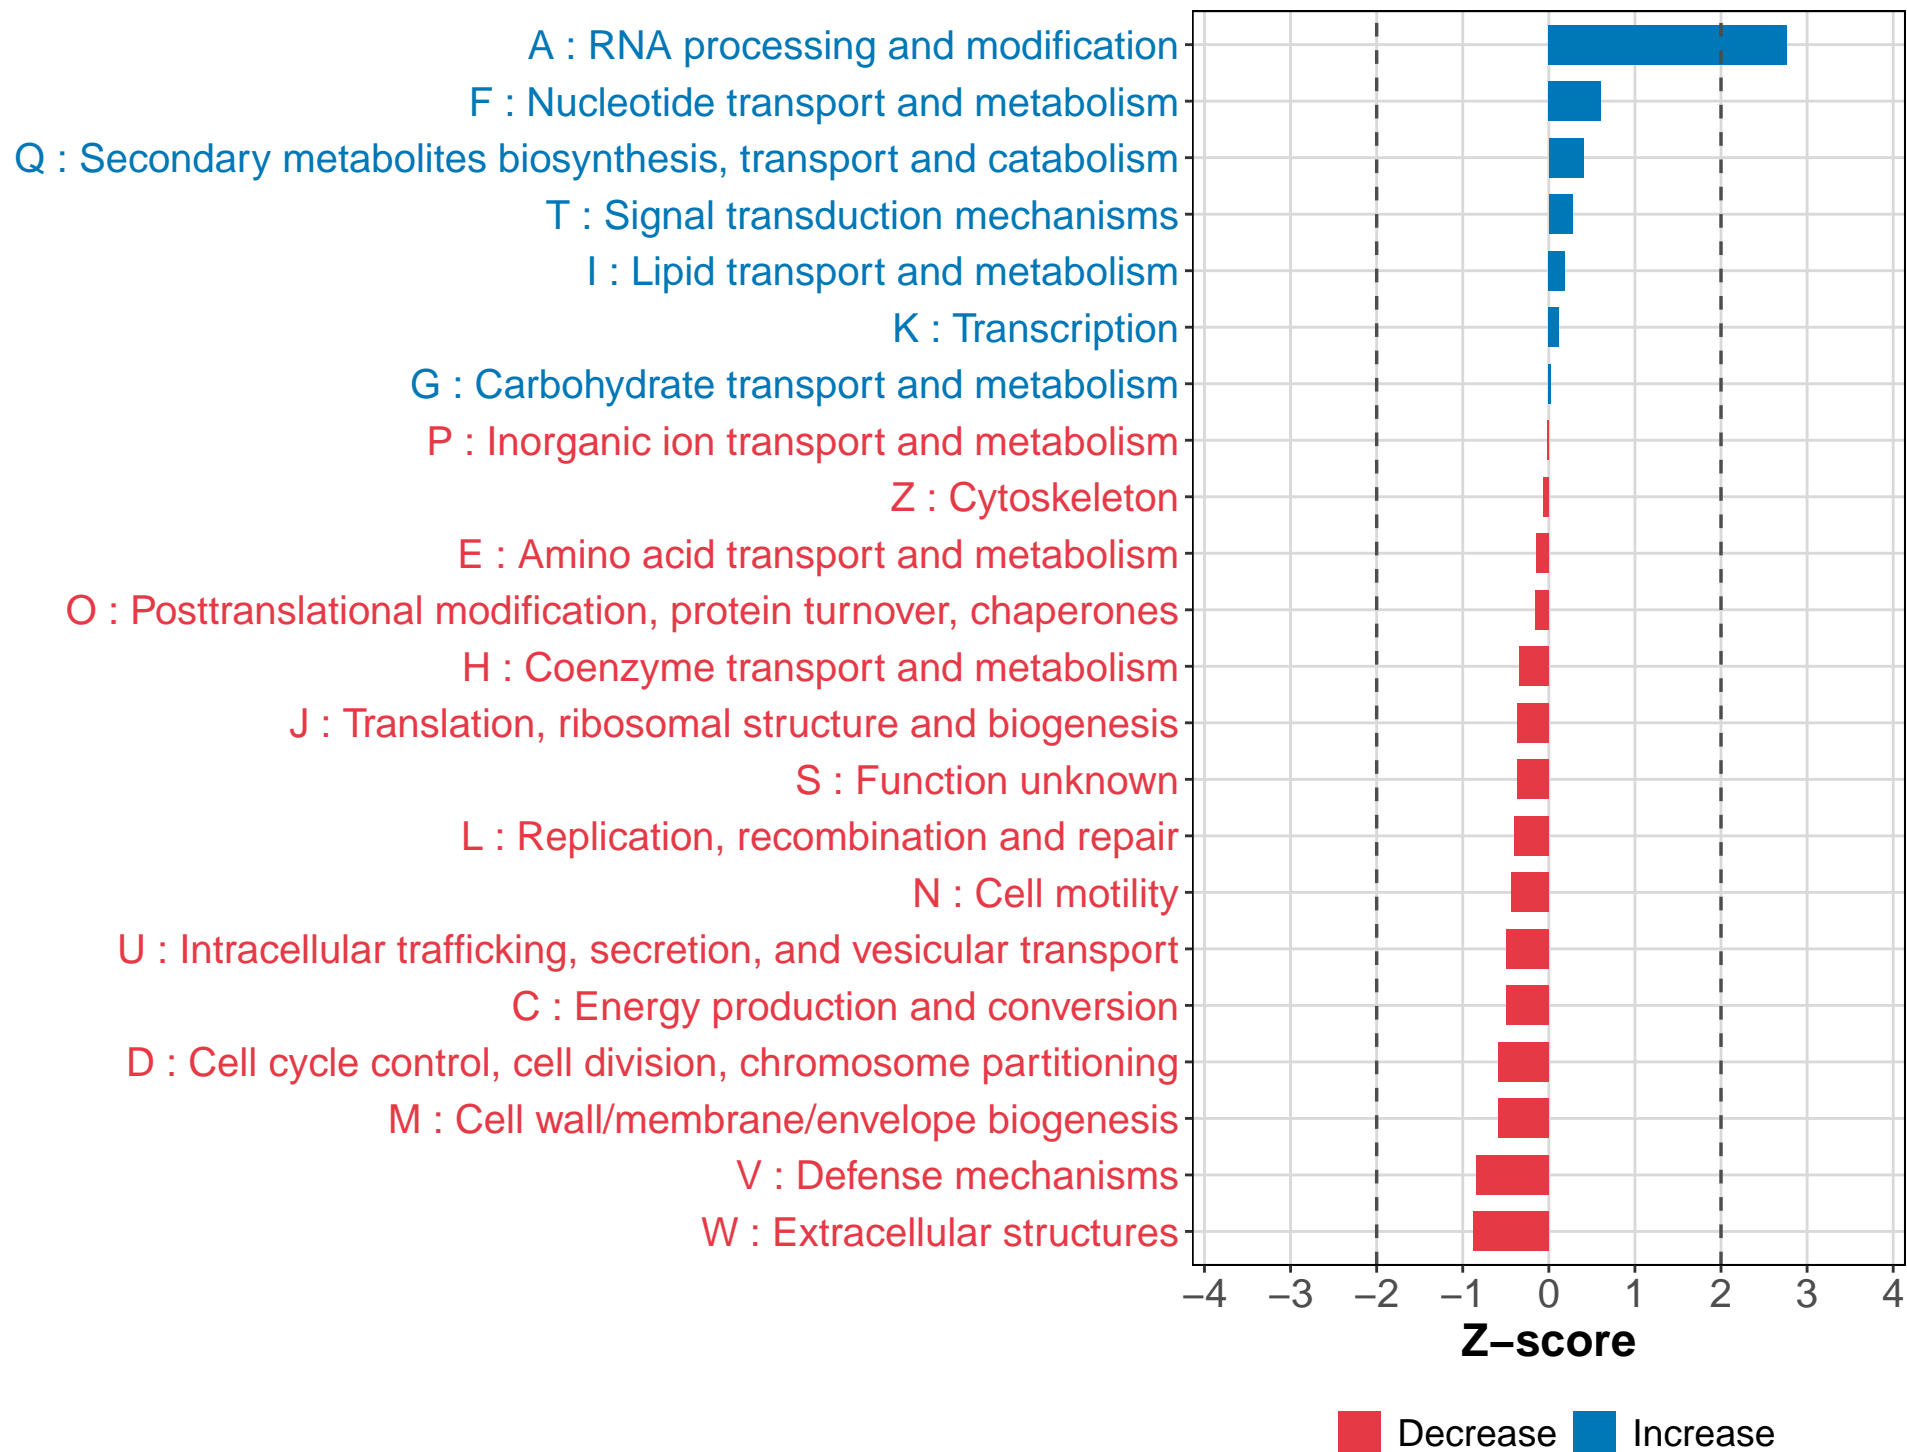 A : RNA processing and modification
F : Nucleotide transport and metabolism
Q : Secondary metabolites biosynthesis, transport and catabolism
T : Signal transduction mechanisms
I : Lipid transport and metabolism
K : Transcription
G : Carbohydrate transport and metabolism
P : Inorganic ion transport and metabolism
Z : Cytoskeleton
E : Amino acid transport and metabolism
O : Posttranslational modification, protein turnover, chaperones
H : Coenzyme transport and metabolism
J : Translation, ribosomal structure and biogenesis
S : Function unknown
L : Replication, recombination and repair
N : Cell motility
U : Intracellular trafficking, secretion, and vesicular transport
C : Energy production and conversion
D : Cell cycle control, cell division, chromosome partitioning
M : Cell wall/membrane/envelope biogenesis
V : Defense mechanisms
W : Extracellular structures
−4 −3 −2 −1 0 1 2 3 4
Z−score
Decrease Increase